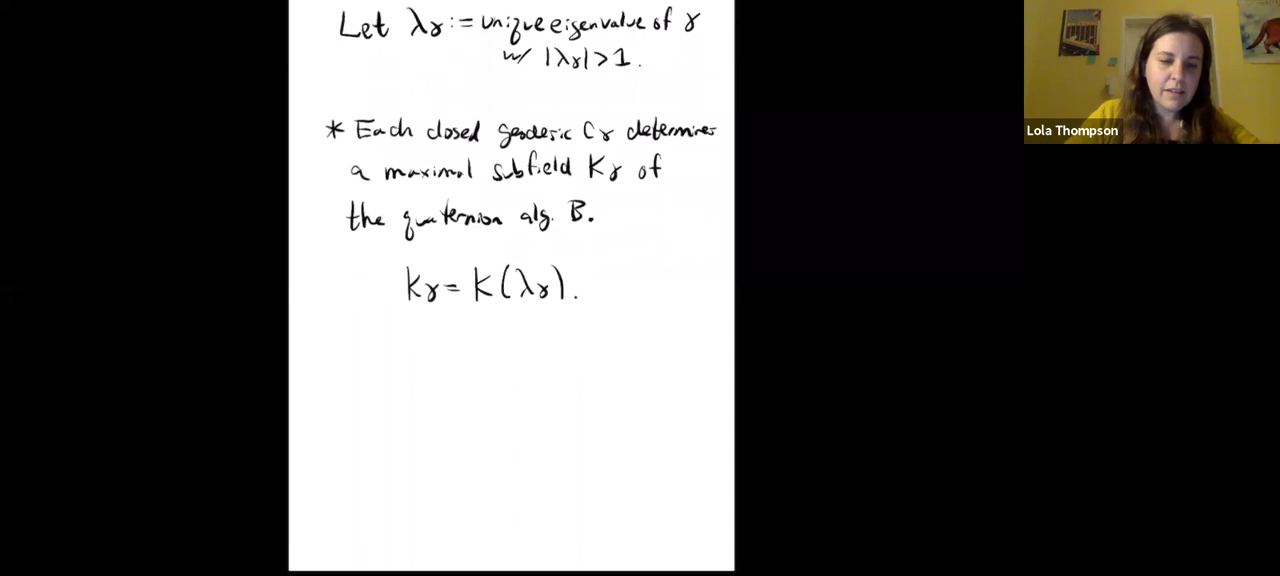 Let λγ := unique eigenvalue of γ
w/ |λγ| > 1.
* Each closed geodesic Cγ determines
a maximal subfield Kγ of
the quaternion alg. B.
Kγ = K(λγ).
Lola Thompson